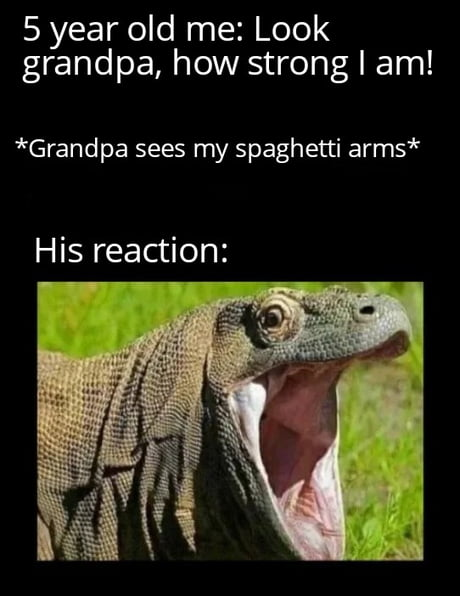 5 year old me: Look
grandpa, how strong I am!
*Grandpa sees my spaghetti arms*
His reaction: